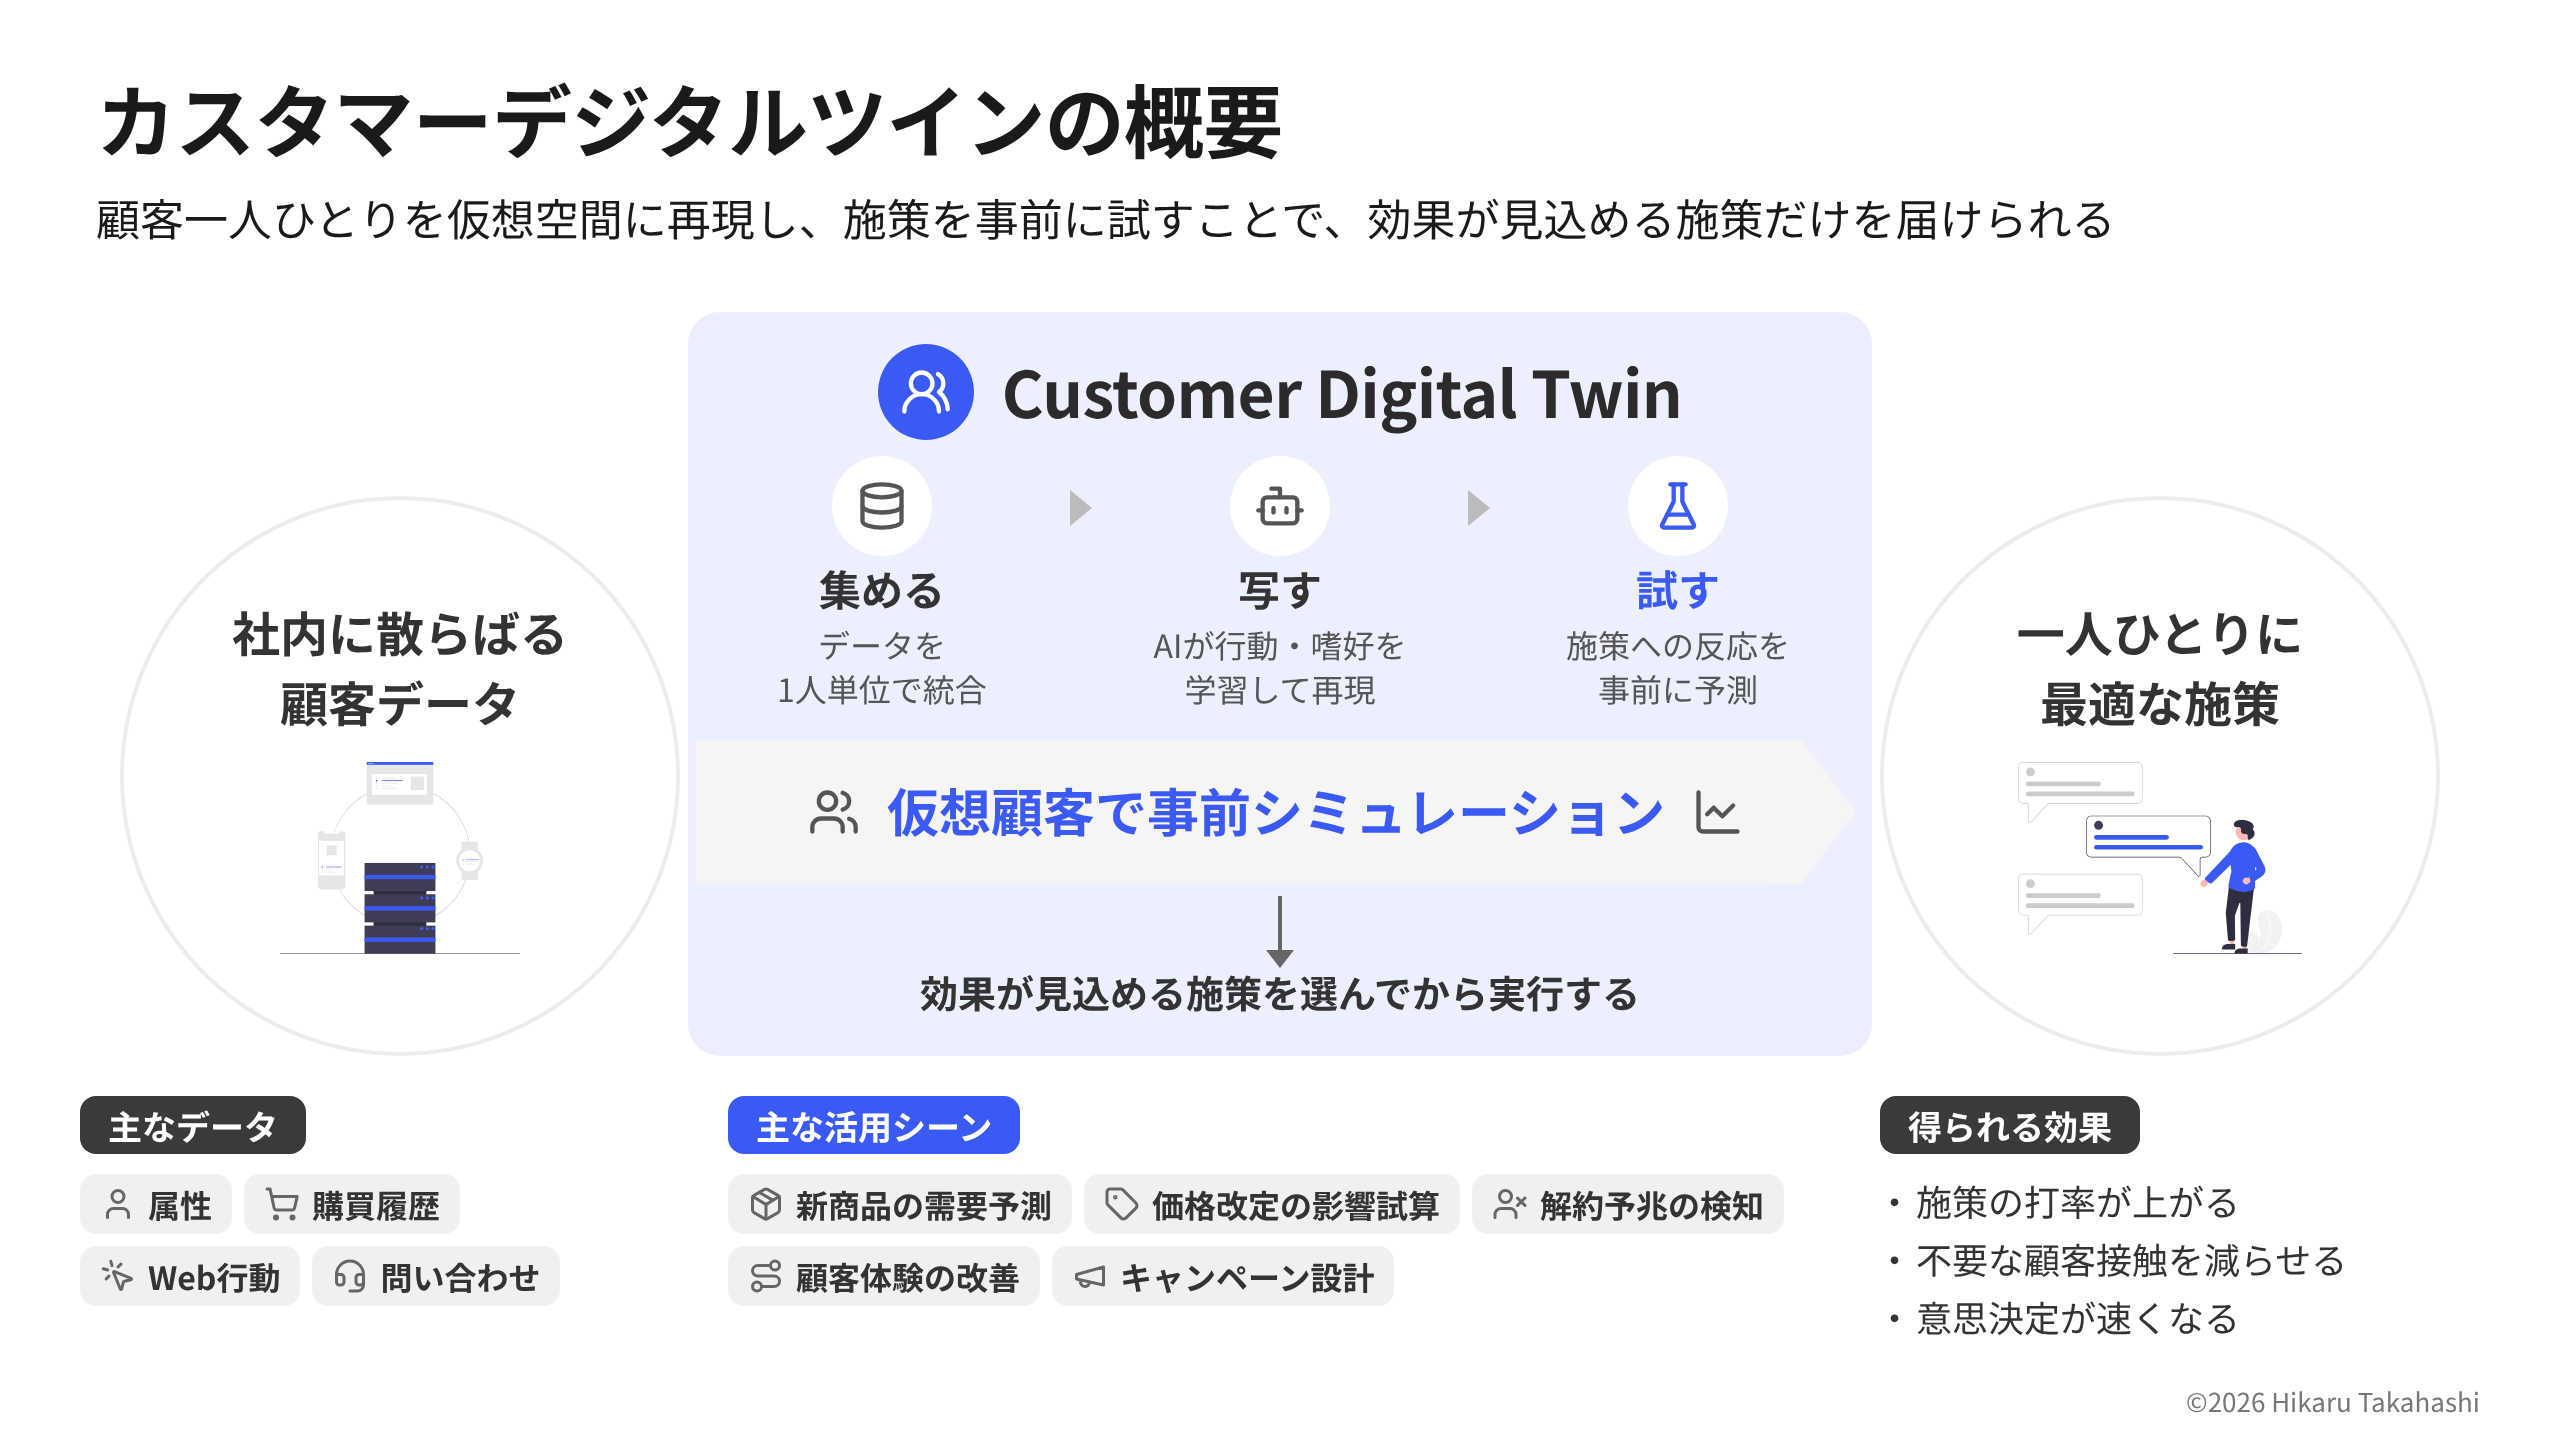 カスタマーデジタルツインの概要
顧客一人ひとりを仮想空間に再現し、施策を事前に試すことで、効果が見込める施策だけを届けられる
社内に散らばる
顧客データ
Customer Digital Twin
集める
データを
1人単位で統合
写す
AIが行動・嗜好を
学習して再現
試す
施策への反応を
事前に予測
仮想顧客で事前シミュレーション
効果が見込める施策を選んでから実行する
一人ひとりに
最適な施策
主なデータ
属性
購買履歴
Web行動
問い合わせ
主な活用シーン
新商品の需要予測
価格改定の影響試算
解約予兆の検知
顧客体験の改善
キャンペーン設計
得られる効果
・施策の打率が上がる
・不要な顧客接触を減らせる
・意思決定が速くなる
©2026 Hikaru Takahashi